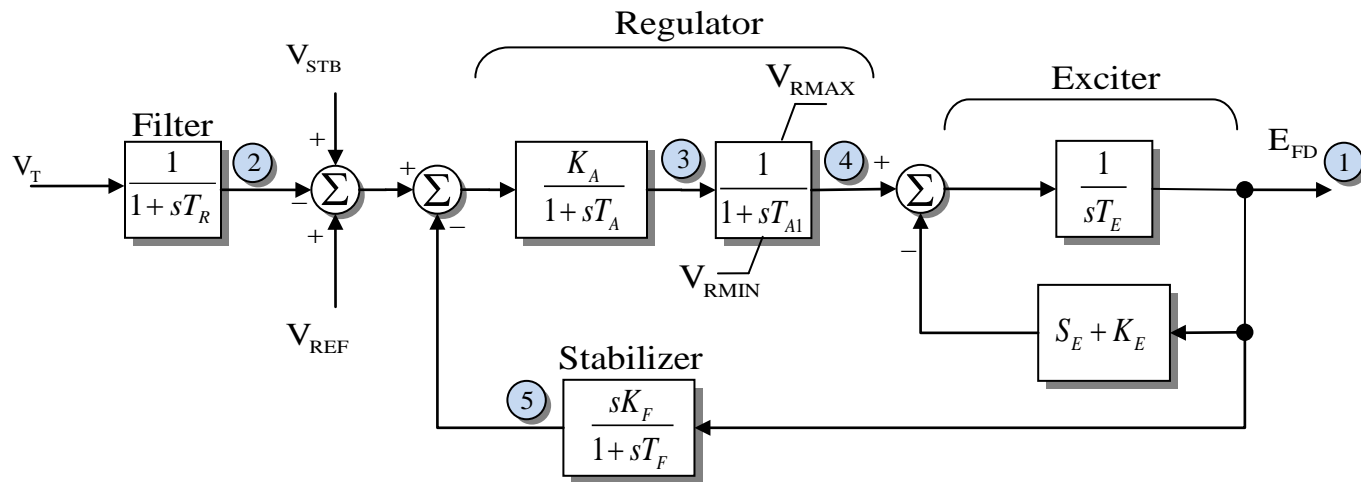 Regulator
V_STB
V_RMAX
Exciter
Filter
V_T
1
1 + sT_R
2
+
−
Σ
+
+
−
Σ
K_A
1 + sT_A
3
1
1 + sT_A1
4
+
−
Σ
1
sT_E
E_FD
1
V_RMIN
V_REF
S_E + K_E
Stabilizer
5
sK_F
1 + sT_F